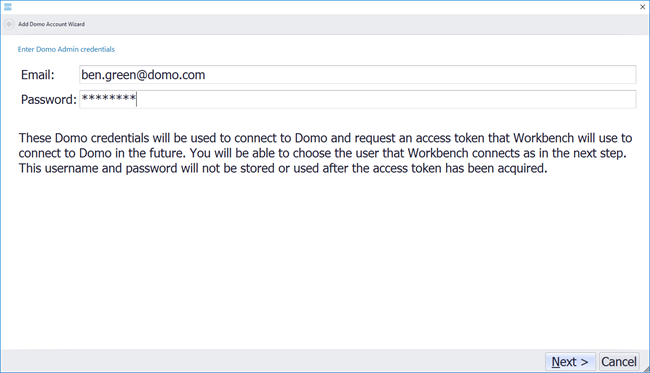 Add Domo Account Wizard
Enter Domo Admin credentials
Email: ben.green@domo.com
Password: ********
These Domo credentials will be used to connect to Domo and request an access token that Workbench will use to
connect to Domo in the future. You will be able to choose the user that Workbench connects as in the next step.
This username and password will not be stored or used after the access token has been acquired.
Next > Cancel